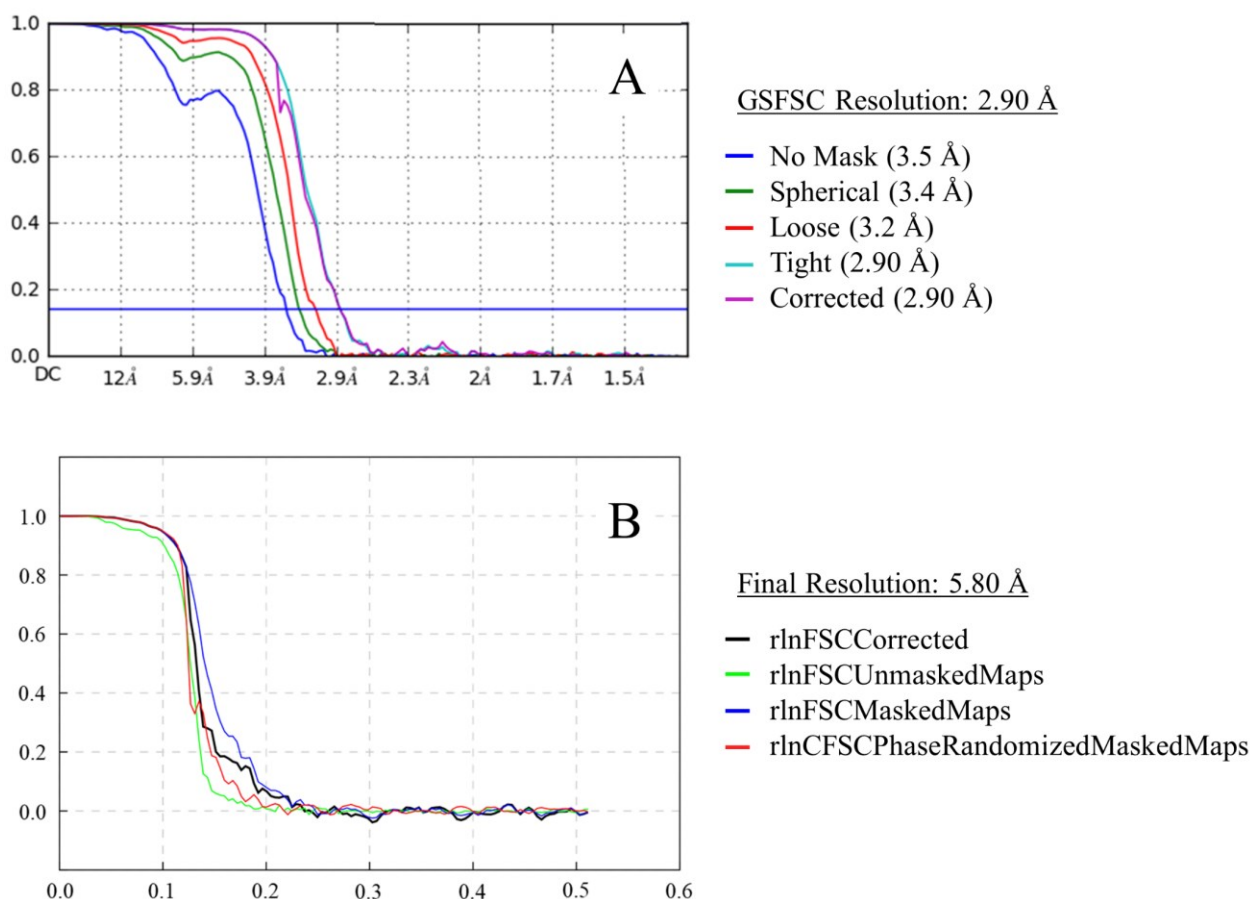 1.0
0.8
0.6
0.4
0.2
0.0
DC 12Å 5.9Å 3.9Å 2.9Å 2.3Å 2Å 1.7Å 1.5Å
A
GSFSC Resolution: 2.90 Å
No Mask (3.5 Å)
Spherical (3.4 Å)
Loose (3.2 Å)
Tight (2.90 Å)
Corrected (2.90 Å)
1.0
0.8
0.6
0.4
0.2
0.0
0.0 0.1 0.2 0.3 0.4 0.5 0.6
B
Final Resolution: 5.80 Å
rlnFSCCorrected
rlnFSCUnmaskedMaps
rlnFSCMaskedMaps
rlnCFSCPhaseRandomizedMaskedMaps